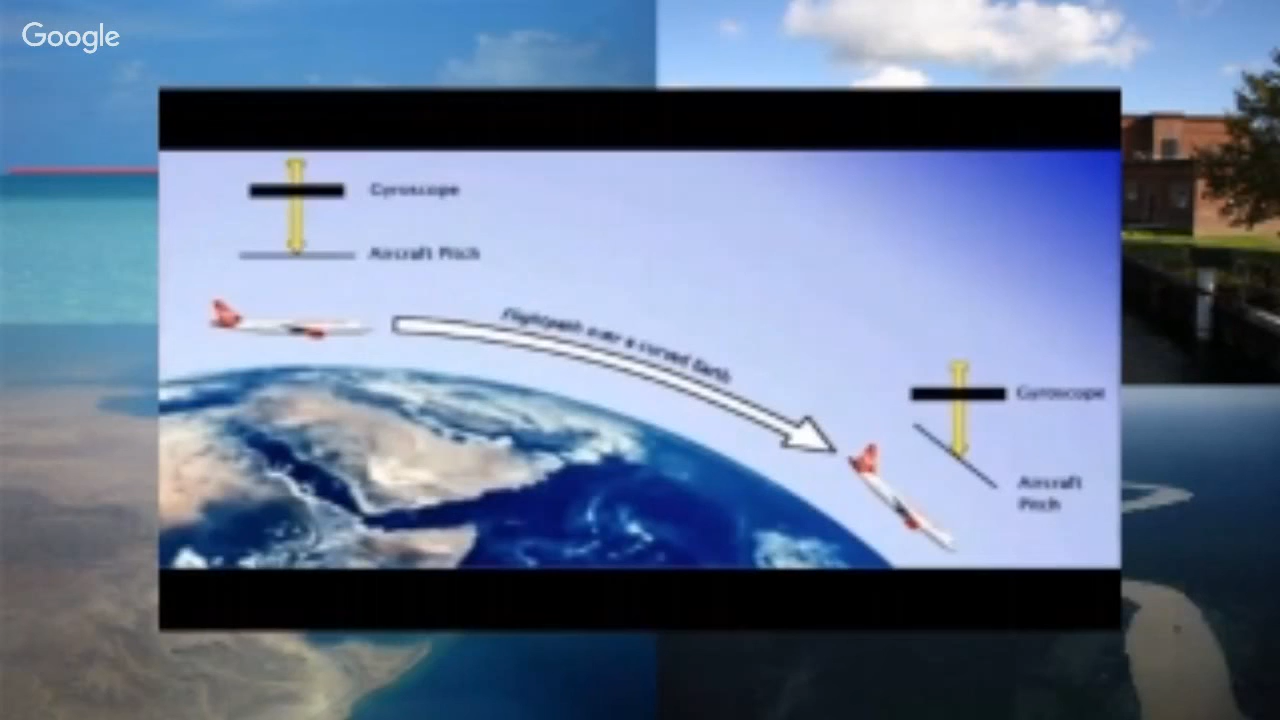 Google
Gyroscope
Aircraft Pitch
Flightpath over a curved Earth
Gyroscope
Aircraft
Pitch